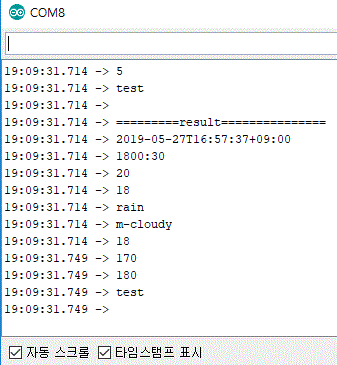 COM8
19:09:31.714 -> 5
19:09:31.714 -> test
19:09:31.714 ->
19:09:31.714 -> =========result===============
19:09:31.714 -> 2019-05-27T16:57:37+09:00
19:09:31.714 -> 1800:30
19:09:31.714 -> 20
19:09:31.714 -> 18
19:09:31.714 -> rain
19:09:31.714 -> m-cloudy
19:09:31.714 -> 18
19:09:31.749 -> 170
19:09:31.749 -> 180
19:09:31.749 -> test
19:09:31.749 ->
자동 스크롤 타임스탬프 표시